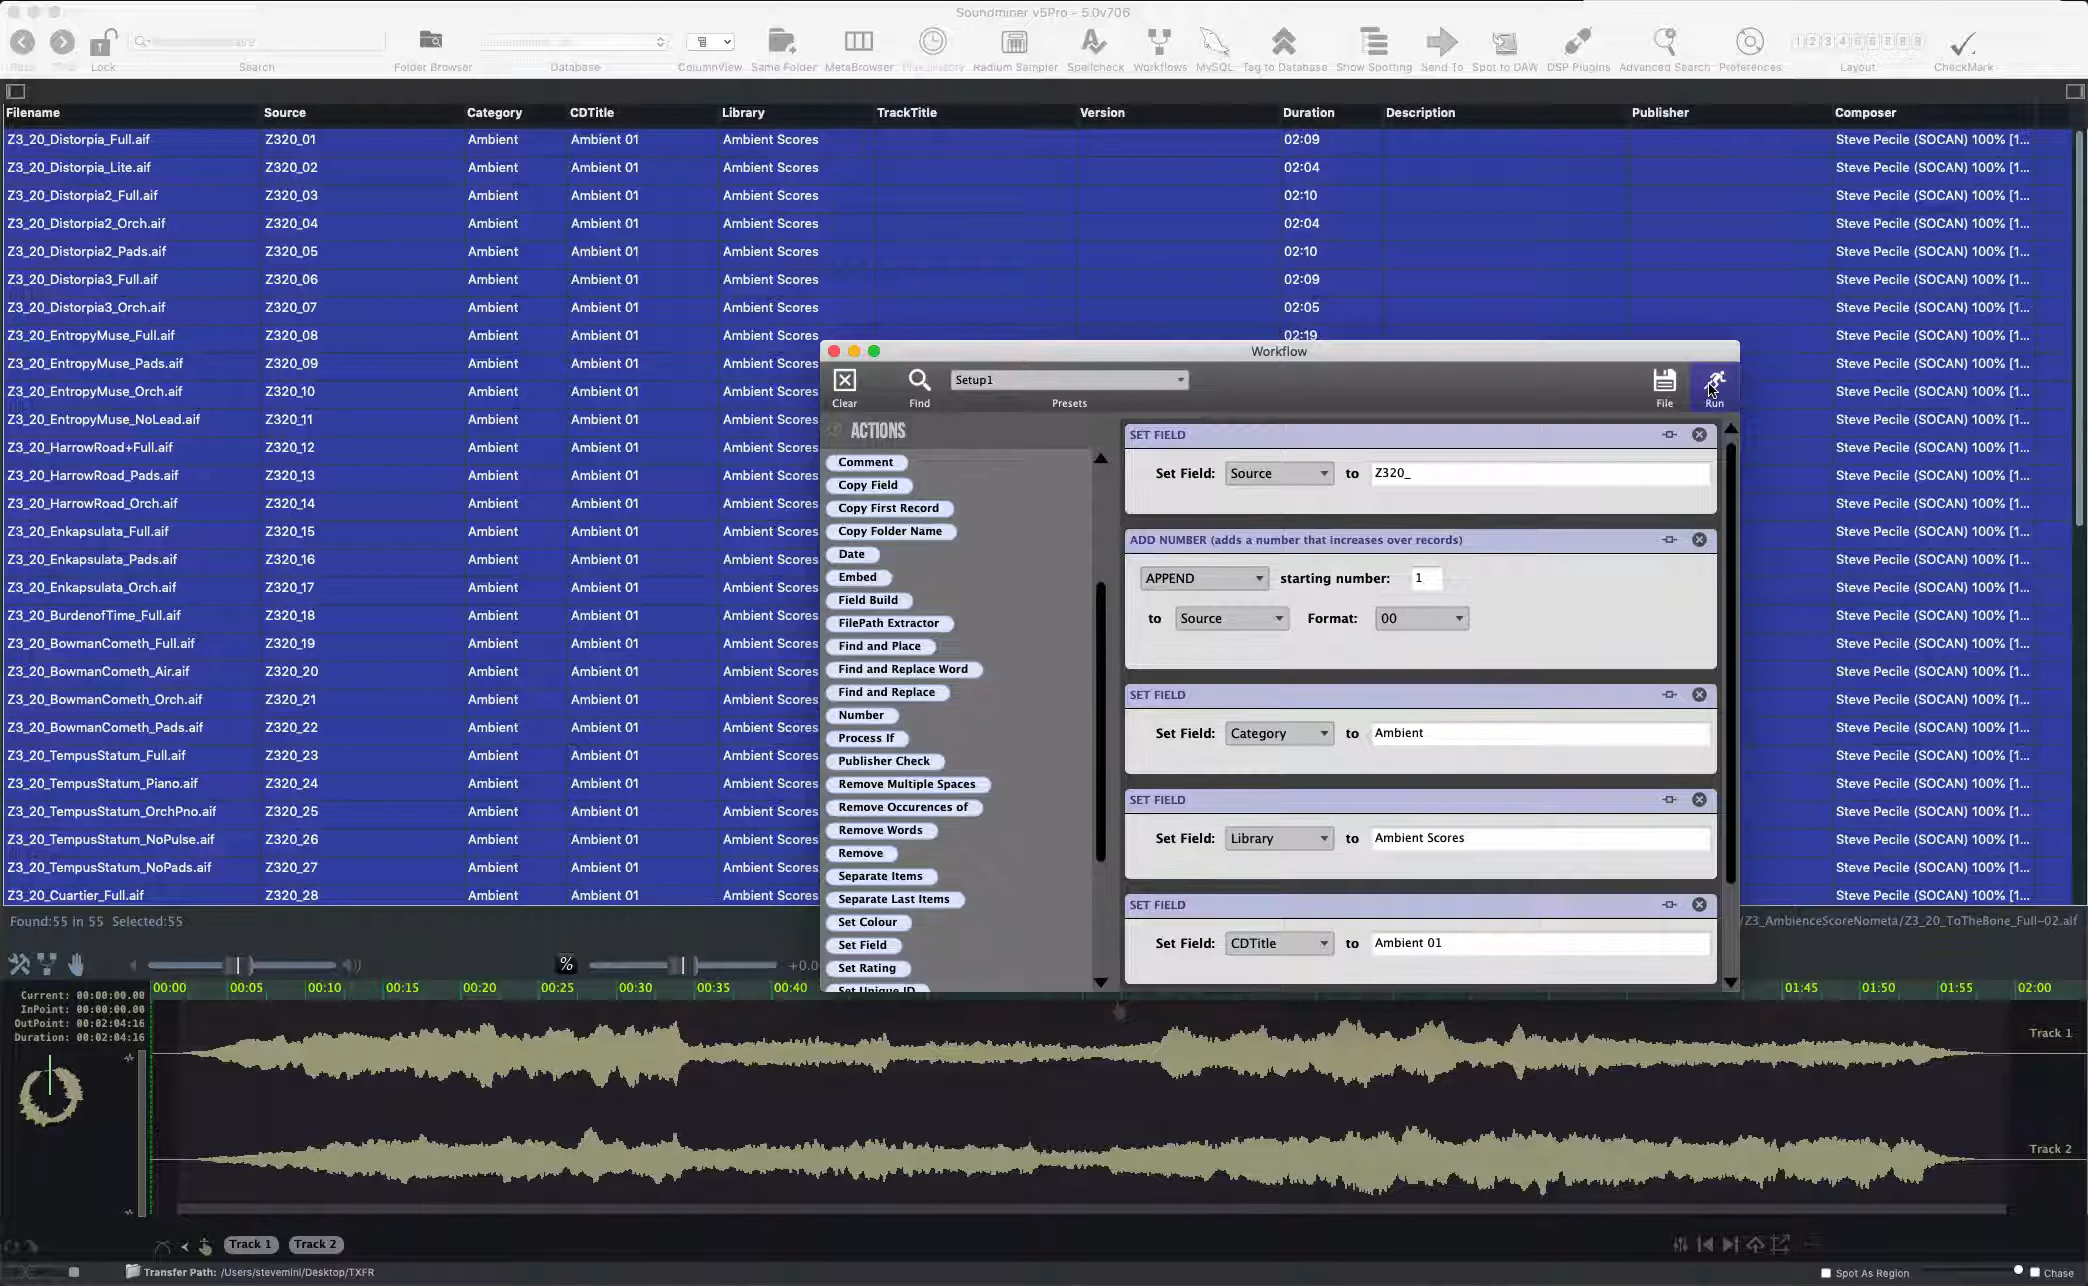 Soundminer v5Pro - 5.0v706
Lock
Search
Folder Browser
Database
ColumnView
Same Folder
MetaBrowser
Radium Sampler
Spellcheck
Workflows
MySQL
Tag to Database
Show Spotting
Send To
Spot to DAW
DSP Plugins
Advanced Search
Preferences
Layout
CheckMark
Filename Source Category CDTitle Library TrackTitle Version Duration Description Publisher Composer
Z3_20_Distorpia_Full.aif Z320_01 Ambient Ambient 01 Ambient Scores 02:09 Steve Pecile (SOCAN) 100% [1...
Z3_20_Distorpia_Lite.aif Z320_02 Ambient Ambient 01 Ambient Scores 02:04 Steve Pecile (SOCAN) 100% [1...
Z3_20_Distorpia2_Full.aif Z320_03 Ambient Ambient 01 Ambient Scores 02:10 Steve Pecile (SOCAN) 100% [1...
Z3_20_Distorpia2_Orch.aif Z320_04 Ambient Ambient 01 Ambient Scores 02:04 Steve Pecile (SOCAN) 100% [1...
Z3_20_Distorpia2_Pads.aif Z320_05 Ambient Ambient 01 Ambient Scores 02:10 Steve Pecile (SOCAN) 100% [1...
Z3_20_Distorpia3_Full.aif Z320_06 Ambient Ambient 01 Ambient Scores 02:09 Steve Pecile (SOCAN) 100% [1...
Z3_20_Distorpia3_Orch.aif Z320_07 Ambient Ambient 01 Ambient Scores 02:05 Steve Pecile (SOCAN) 100% [1...
Z3_20_EntropyMuse_Full.aif Z320_08 Ambient Ambient 01 Ambient Scores 02:19 Steve Pecile (SOCAN) 100% [1...
Z3_20_EntropyMuse_Pads.aif Z320_09 Ambient Ambient 01 Ambient Scores Steve Pecile (SOCAN) 100% [1...
Z3_20_EntropyMuse_Orch.aif Z320_10 Ambient Ambient 01 Ambient Scores Steve Pecile (SOCAN) 100% [1...
Z3_20_EntropyMuse_NoLead.aif Z320_11 Ambient Ambient 01 Ambient Scores Steve Pecile (SOCAN) 100% [1...
Z3_20_HarrowRoad+Full.aif Z320_12 Ambient Ambient 01 Ambient Scores Steve Pecile (SOCAN) 100% [1...
Z3_20_HarrowRoad_Pads.aif Z320_13 Ambient Ambient 01 Ambient Scores Steve Pecile (SOCAN) 100% [1...
Z3_20_HarrowRoad_Orch.aif Z320_14 Ambient Ambient 01 Ambient Scores Steve Pecile (SOCAN) 100% [1...
Z3_20_Enkapsulata_Full.aif Z320_15 Ambient Ambient 01 Ambient Scores Steve Pecile (SOCAN) 100% [1...
Z3_20_Enkapsulata_Pads.aif Z320_16 Ambient Ambient 01 Ambient Scores Steve Pecile (SOCAN) 100% [1...
Z3_20_Enkapsulata_Orch.aif Z320_17 Ambient Ambient 01 Ambient Scores Steve Pecile (SOCAN) 100% [1...
Z3_20_BurdenofTime_Full.aif Z320_18 Ambient Ambient 01 Ambient Scores Steve Pecile (SOCAN) 100% [1...
Z3_20_BowmanCometh_Full.aif Z320_19 Ambient Ambient 01 Ambient Scores Steve Pecile (SOCAN) 100% [1...
Z3_20_BowmanCometh_Air.aif Z320_20 Ambient Ambient 01 Ambient Scores Steve Pecile (SOCAN) 100% [1...
Z3_20_BowmanCometh_Orch.aif Z320_21 Ambient Ambient 01 Ambient Scores Steve Pecile (SOCAN) 100% [1...
Z3_20_BowmanCometh_Pads.aif Z320_22 Ambient Ambient 01 Ambient Scores Steve Pecile (SOCAN) 100% [1...
Z3_20_TempusStatum_Full.aif Z320_23 Ambient Ambient 01 Ambient Scores Steve Pecile (SOCAN) 100% [1...
Z3_20_TempusStatum_Piano.aif Z320_24 Ambient Ambient 01 Ambient Scores Steve Pecile (SOCAN) 100% [1...
Z3_20_TempusStatum_OrchPno.aif Z320_25 Ambient Ambient 01 Ambient Scores Steve Pecile (SOCAN) 100% [1...
Z3_20_TempusStatum_NoPulse.aif Z320_26 Ambient Ambient 01 Ambient Scores Steve Pecile (SOCAN) 100% [1...
Z3_20_TempusStatum_NoPads.aif Z320_27 Ambient Ambient 01 Ambient Scores Steve Pecile (SOCAN) 100% [1...
Z3_20_Cuartier_Full.aif Z320_28 Ambient Ambient 01 Ambient Scores Steve Pecile (SOCAN) 100% [1...
Workflow
Setup1
Clear
Find
Presets
File
Run
ACTIONS
Comment
Copy Field
Copy First Record
Copy Folder Name
Date
Embed
Field Build
FilePath Extractor
Find and Place
Find and Replace Word
Find and Replace
Number
Process If
Publisher Check
Remove Multiple Spaces
Remove Occurences of
Remove Words
Remove
Separate Items
Separate Last Items
Set Colour
Set Field
Set Rating
Set Unique ID
SET FIELD
Set Field: Source to Z320_
ADD NUMBER (adds a number that increases over records)
APPEND starting number: 1
to Source Format: 00
SET FIELD
Set Field: Category to Ambient
SET FIELD
Set Field: Library to Ambient Scores
SET FIELD
Set Field: CDTitle to Ambient 01
Found:55 in 55 Selected:55
/Z3_AmbienceScoreNometa/Z3_20_ToTheBone_Full-02.aif
%
+0.0
00:00 00:05 00:10 00:15 00:20 00:25 00:30 00:35 00:40 01:45 01:50 01:55 02:00
Current: 00:00:00.00
InPoint: 00:00:00.00
OutPoint: 00:02:04:16
Duration: 00:02:04:16
Track 1
Track 2
Track 1 Track 2
Transfer Path: /Users/stevemini/Desktop/TXFR
Spot As Region
Chase